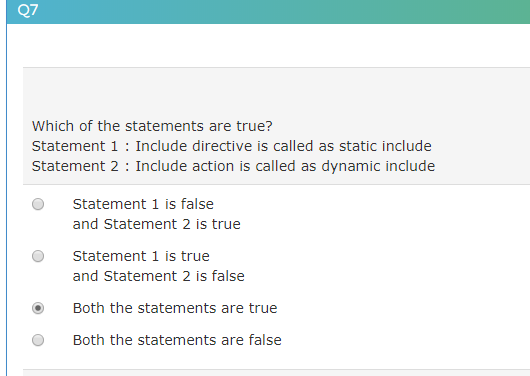 Q7
Which of the statements are true?
Statement 1 : Include directive is called as static include
Statement 2 : Include action is called as dynamic include
Statement 1 is false
and Statement 2 is true
Statement 1 is true
and Statement 2 is false
Both the statements are true
Both the statements are false